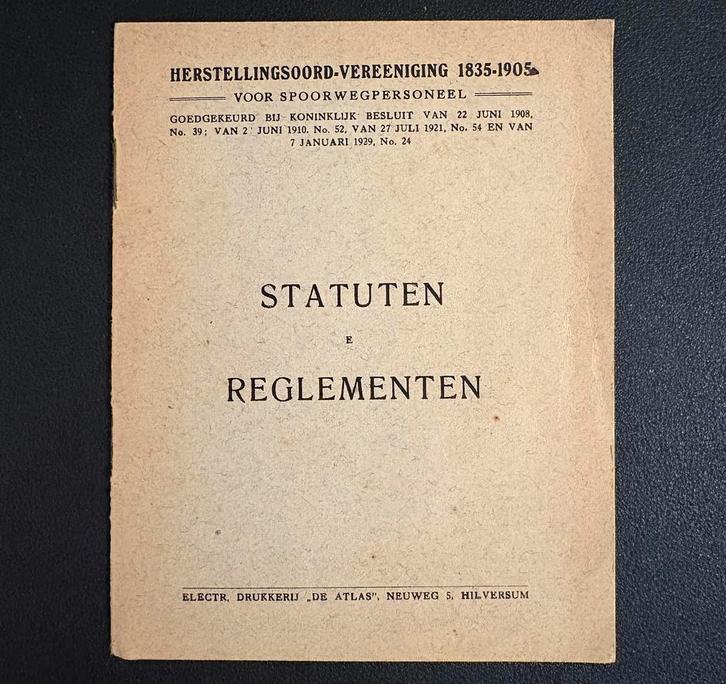 HERSTELLINGSOORD-VEREENIGING 1835-1905
VOOR SPOORWEGPERSONEEL
GOEDGEKEURD BIJ KONINKLIJK BESLUIT VAN 22 JUNI 1908,
No. 39; VAN 2 JUNI 1910. No. 52, VAN 27 JULI 1921, No. 54 EN VAN
7 JANUARI 1929, No. 24
STATUTEN
E
REGLEMENTEN
ELECTR. DRUKKERIJ „DE ATLAS", NEUWEG 5, HILVERSUM